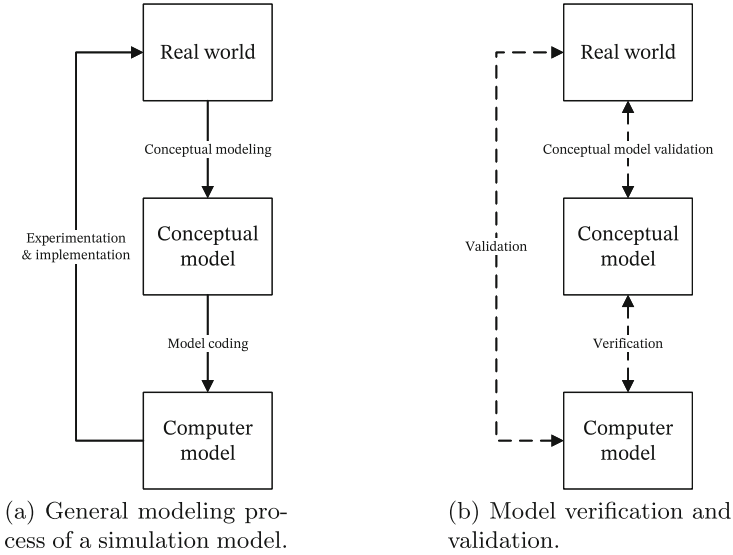 Real world
Conceptual modeling
Conceptual
model
Experimentation
& implementation
Model coding
Computer
model
(a) General modeling pro-
cess of a simulation model.
Real world
Conceptual model validation
Conceptual
model
Validation
Verification
Computer
model
(b) Model verification and
validation.